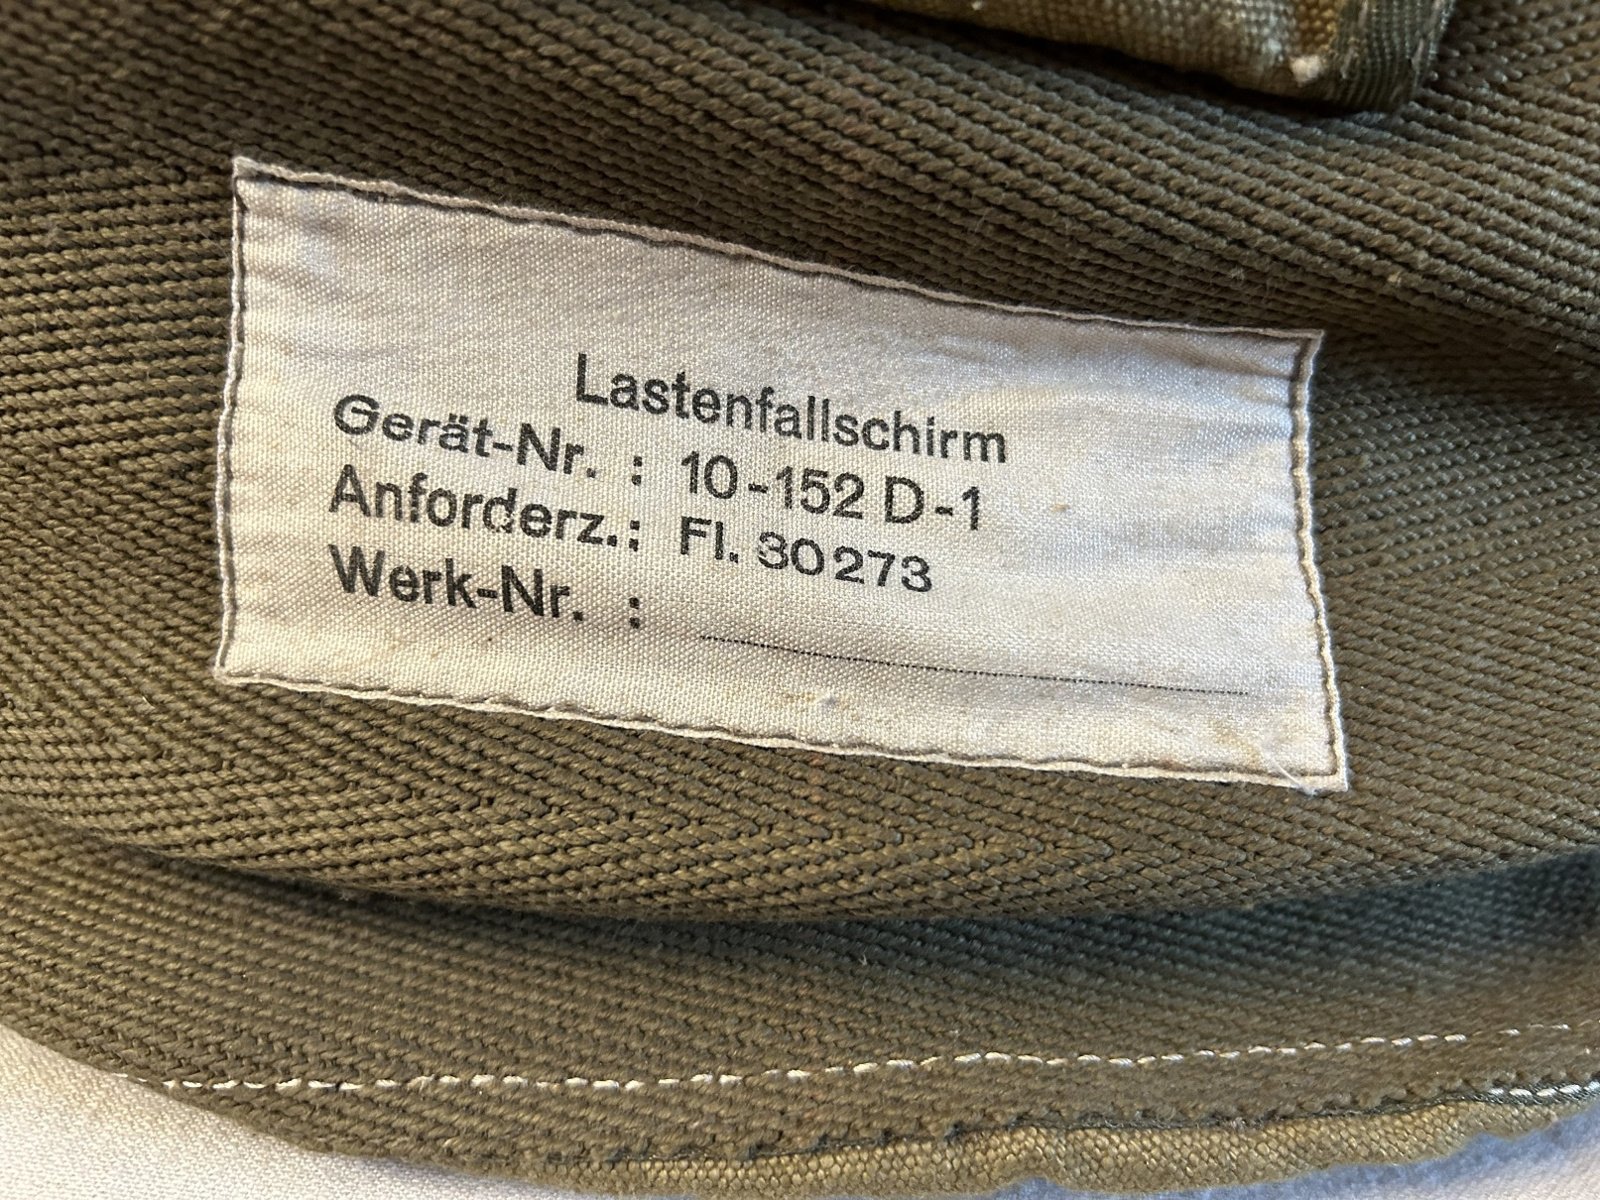 Lastenfallschirm
Gerät-Nr. : 10-152 D-1
Anforderz.: Fl. 30273
Werk-Nr. :